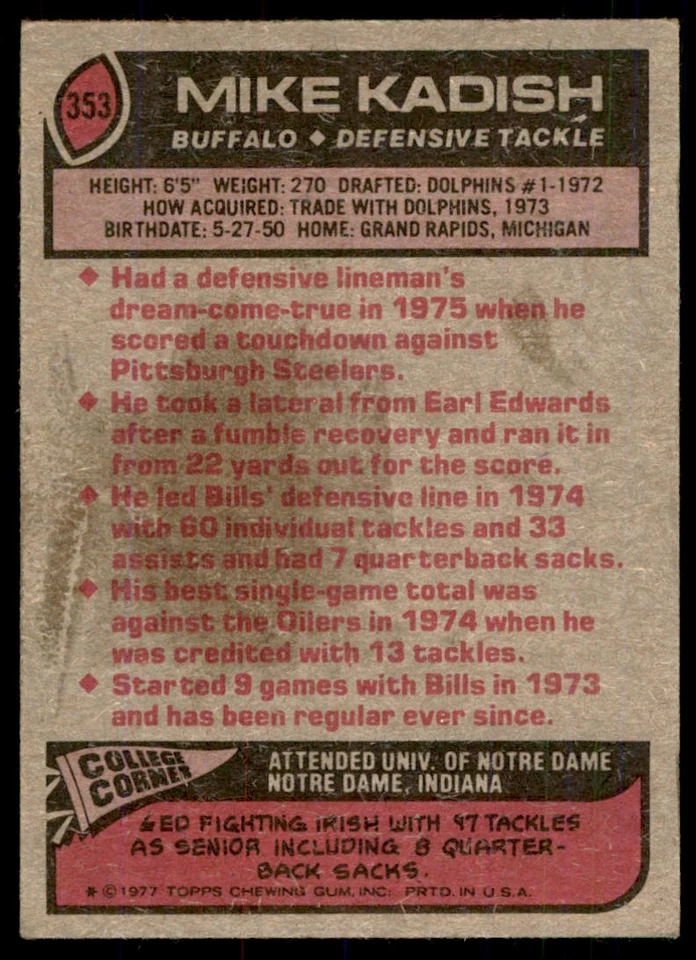 353
MIKE KADISH
BUFFALO ◆ DEFENSIVE TACKLE
HEIGHT: 6'5" WEIGHT: 270 DRAFTED: DOLPHINS #1-1972
HOW ACQUIRED: TRADE WITH DOLPHINS, 1973
BIRTHDATE: 5-27-50 HOME: GRAND RAPIDS, MICHIGAN
◆ Had a defensive lineman's
dream-come-true in 1975 when he
scored a touchdown against
Pittsburgh Steelers.
◆ He took a lateral from Earl Edwards
after a fumble recovery and ran it in
from 22 yards out for the score.
◆ He led Bills' defensive line in 1974
with 60 individual tackles and 33
assists and had 7 quarterback sacks.
◆ His best single-game total was
against the Oilers in 1974 when he
was credited with 13 tackles.
◆ Started 9 games with Bills in 1973
and has been regular ever since.
COLLEGE
CORNER
ATTENDED UNIV. OF NOTRE DAME
NOTRE DAME, INDIANA
LED FIGHTING IRISH WITH 97 TACKLES
AS SENIOR INCLUDING 8 QUARTER-
BACK SACKS.
* © 1977 TOPPS CHEWING GUM, INC. PRTD. IN U.S.A.